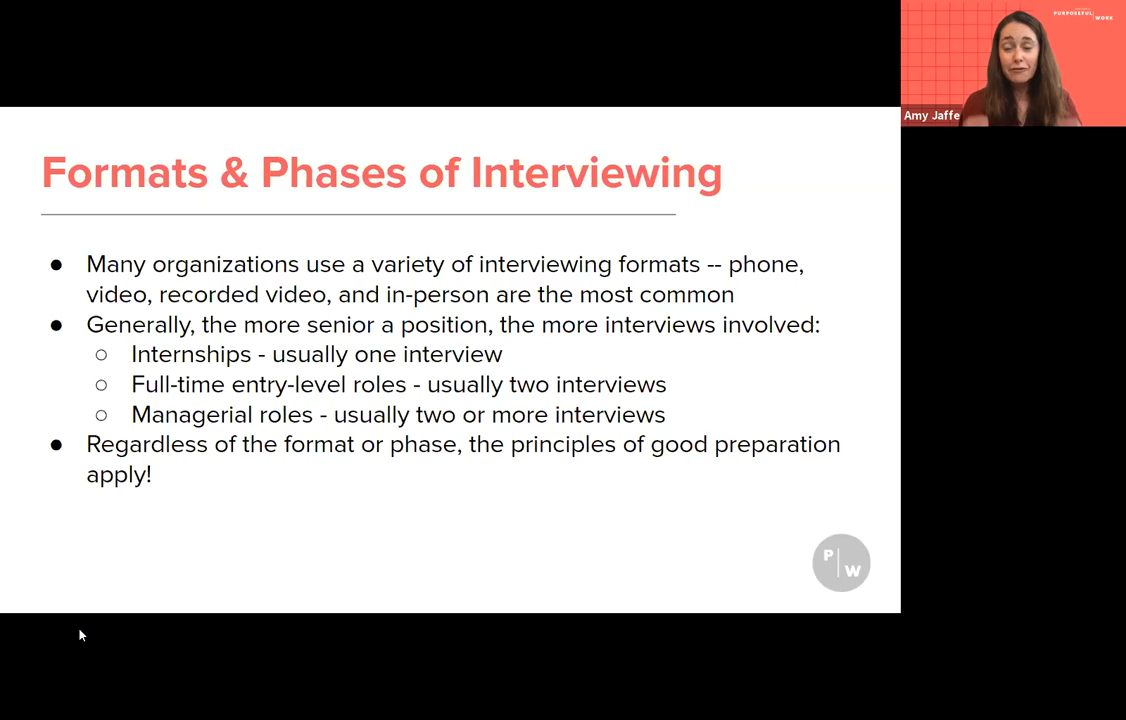 PURPOSEFUL
WORK
Amy Jaffe
Formats & Phases of Interviewing
● Many organizations use a variety of interviewing formats -- phone,
video, recorded video, and in-person are the most common
● Generally, the more senior a position, the more interviews involved:
○ Internships - usually one interview
○ Full-time entry-level roles - usually two interviews
○ Managerial roles - usually two or more interviews
● Regardless of the format or phase, the principles of good preparation
apply!
P
W